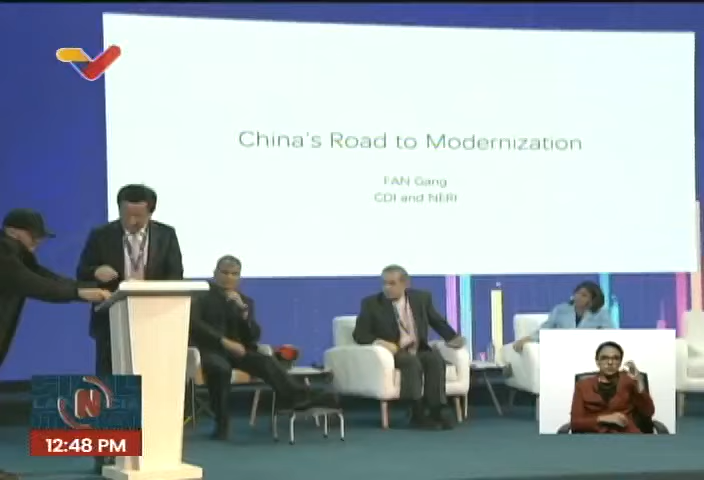 China's Road to Modernization
FAN Gang
CDI and NERI
N
12:48 PM